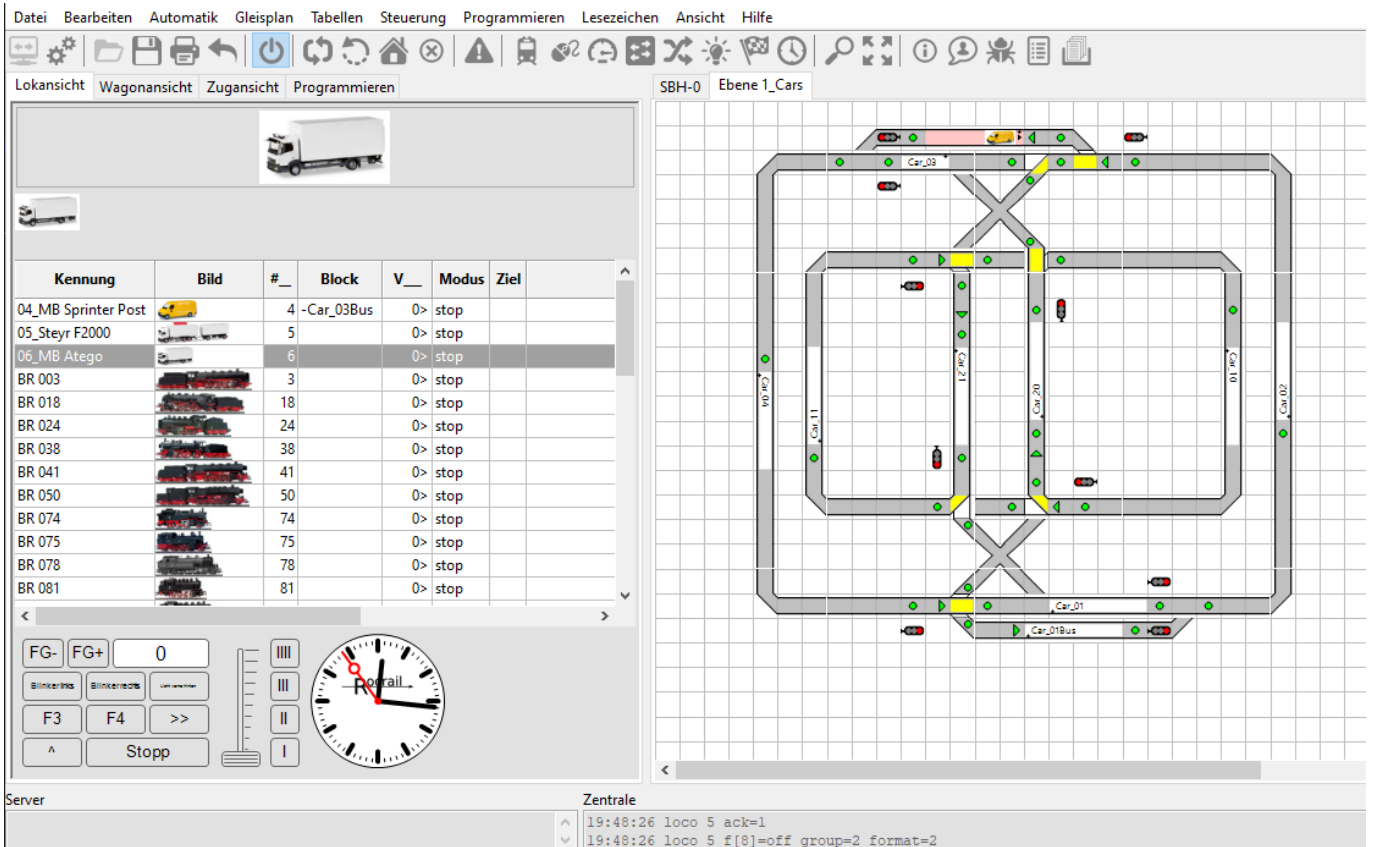 Datei Bearbeiten Automatik Gleisplan Tabellen Steuerung Programmieren Lesezeichen Ansicht Hilfe
Lokansicht Wagonansicht Zugansicht Programmieren
SBH-0 Ebene 1_Cars
Kennung Bild #_ Block V__ Modus Ziel
04_MB Sprinter Post 4 -Car_03Bus 0> stop
05_Steyr F2000 5 0> stop
06_MB Atego 6 0> stop
BR 003 3 0> stop
BR 018 18 0> stop
BR 024 24 0> stop
BR 038 38 0> stop
BR 041 41 0> stop
BR 050 50 0> stop
BR 074 74 0> stop
BR 075 75 0> stop
BR 078 78 0> stop
BR 081 81 0> stop
FG- FG+ 0 IIII
Blinkerlinks Blinkerrechts III
F3 F4 >> II
^ Stopp I
Rocrail
Car_03
Car_04
Car_11
Car_21
Car_20
Car_10
Car_02
Car_01
Car_01Bus
Server
Zentrale
19:48:26 loco 5 ack=1
19:48:26 loco 5 f[8]=off group=2 format=2